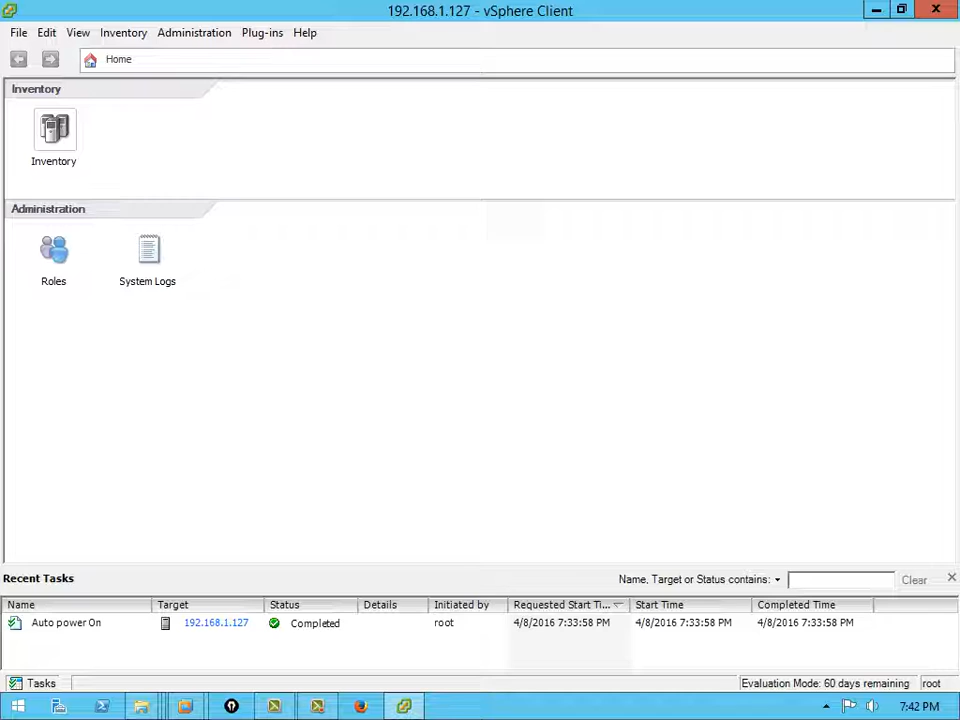 192.168.1.127 - vSphere Client
File Edit View Inventory Administration Plug-ins Help
Home
Inventory
Inventory
Administration
Roles System Logs
Recent Tasks Name, Target or Status contains: Clear
Name Target Status Details Initiated by Requested Start Ti... Start Time Completed Time
Auto power On 192.168.1.127 Completed root 4/8/2016 7:33:58 PM 4/8/2016 7:33:58 PM 4/8/2016 7:33:58 PM
Tasks Evaluation Mode: 60 days remaining root
7:42 PM